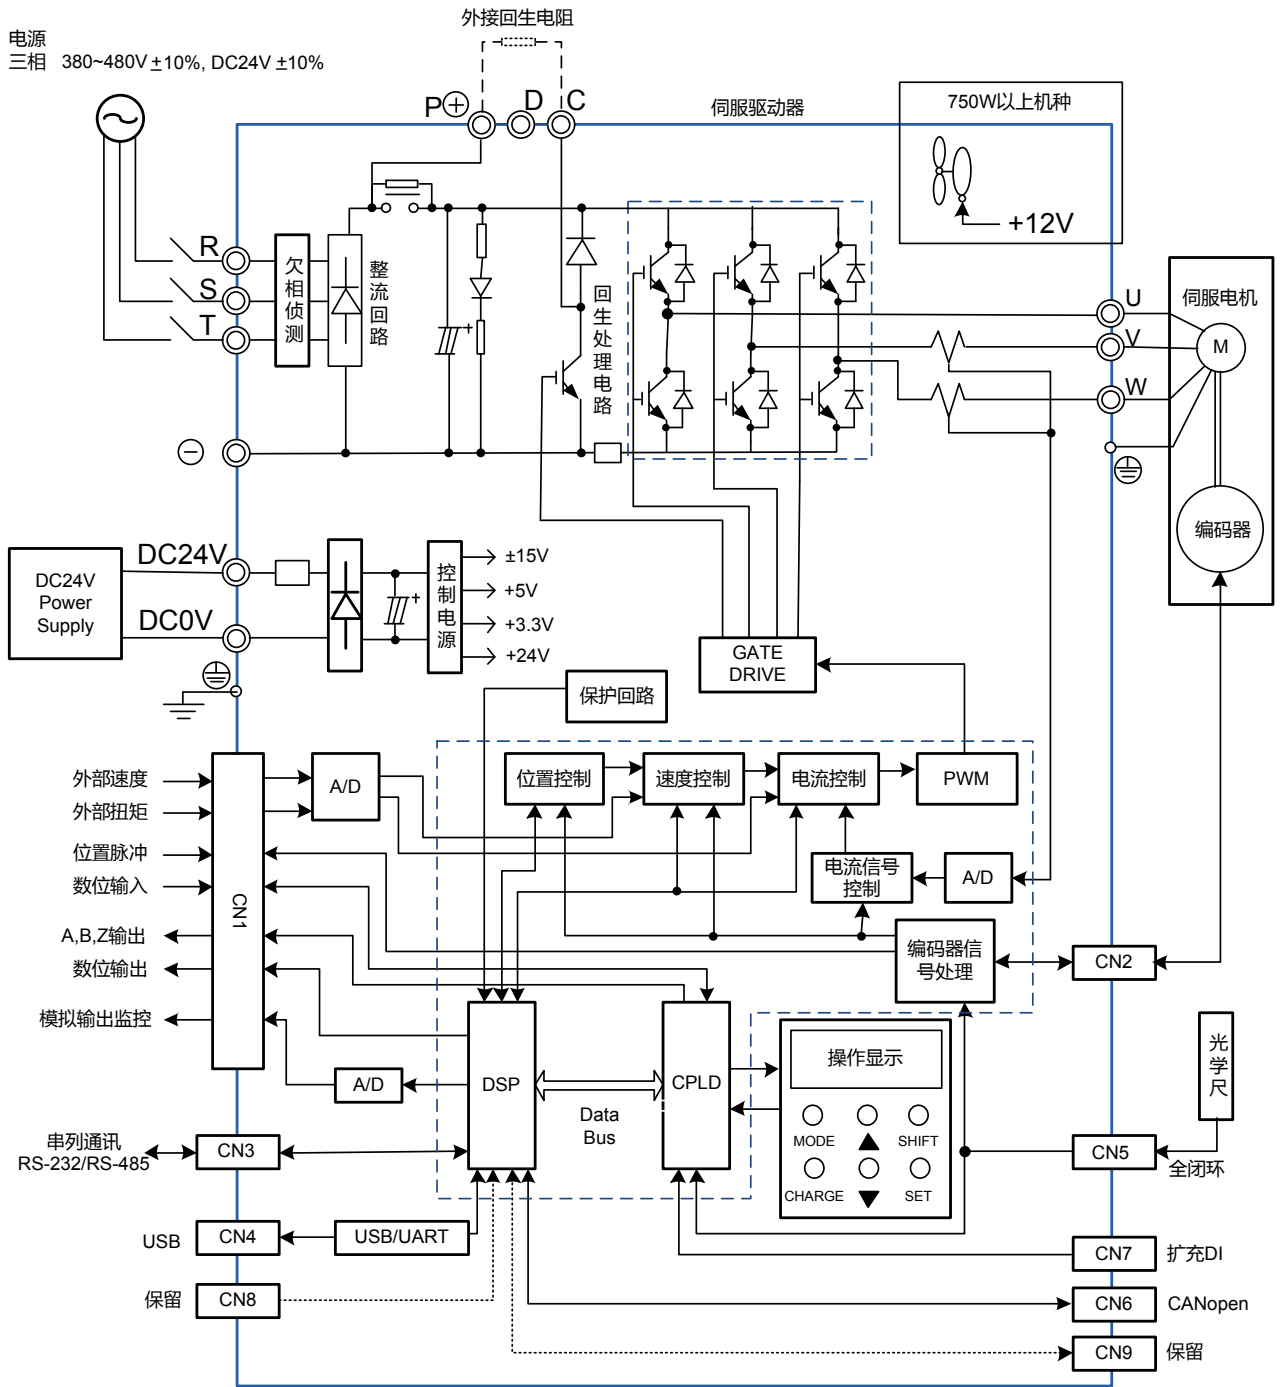 外接回生电阻
电源
三相 380~480V ±10%, DC24V ±10%
P⊕
D
C
伺服驱动器
750W以上机种
+12V
R
S
T
欠相侦测
整流回路
+
回生处理电路
U
V
W
伺服电机
M
编码器
⊖
DC24V Power Supply
DC24V
DC0V
+
控制电源
±15V
+5V
+3.3V
+24V
GATE DRIVE
保护回路
外部速度
外部扭矩
位置脉冲
数位输入
A,B,Z输出
数位输出
模拟输出监控
CN1
A/D
位置控制
速度控制
电流控制
PWM
电流信号控制
A/D
编码器信号处理
CN2
A/D
DSP
Data Bus
CPLD
操作显示
MODE
▲
SHIFT
CHARGE
▼
SET
光学尺
串列通讯
RS-232/RS-485
CN3
CN5
全闭环
USB
CN4
USB/UART
CN7
扩充DI
保留
CN8
CN6
CANopen
CN9
保留